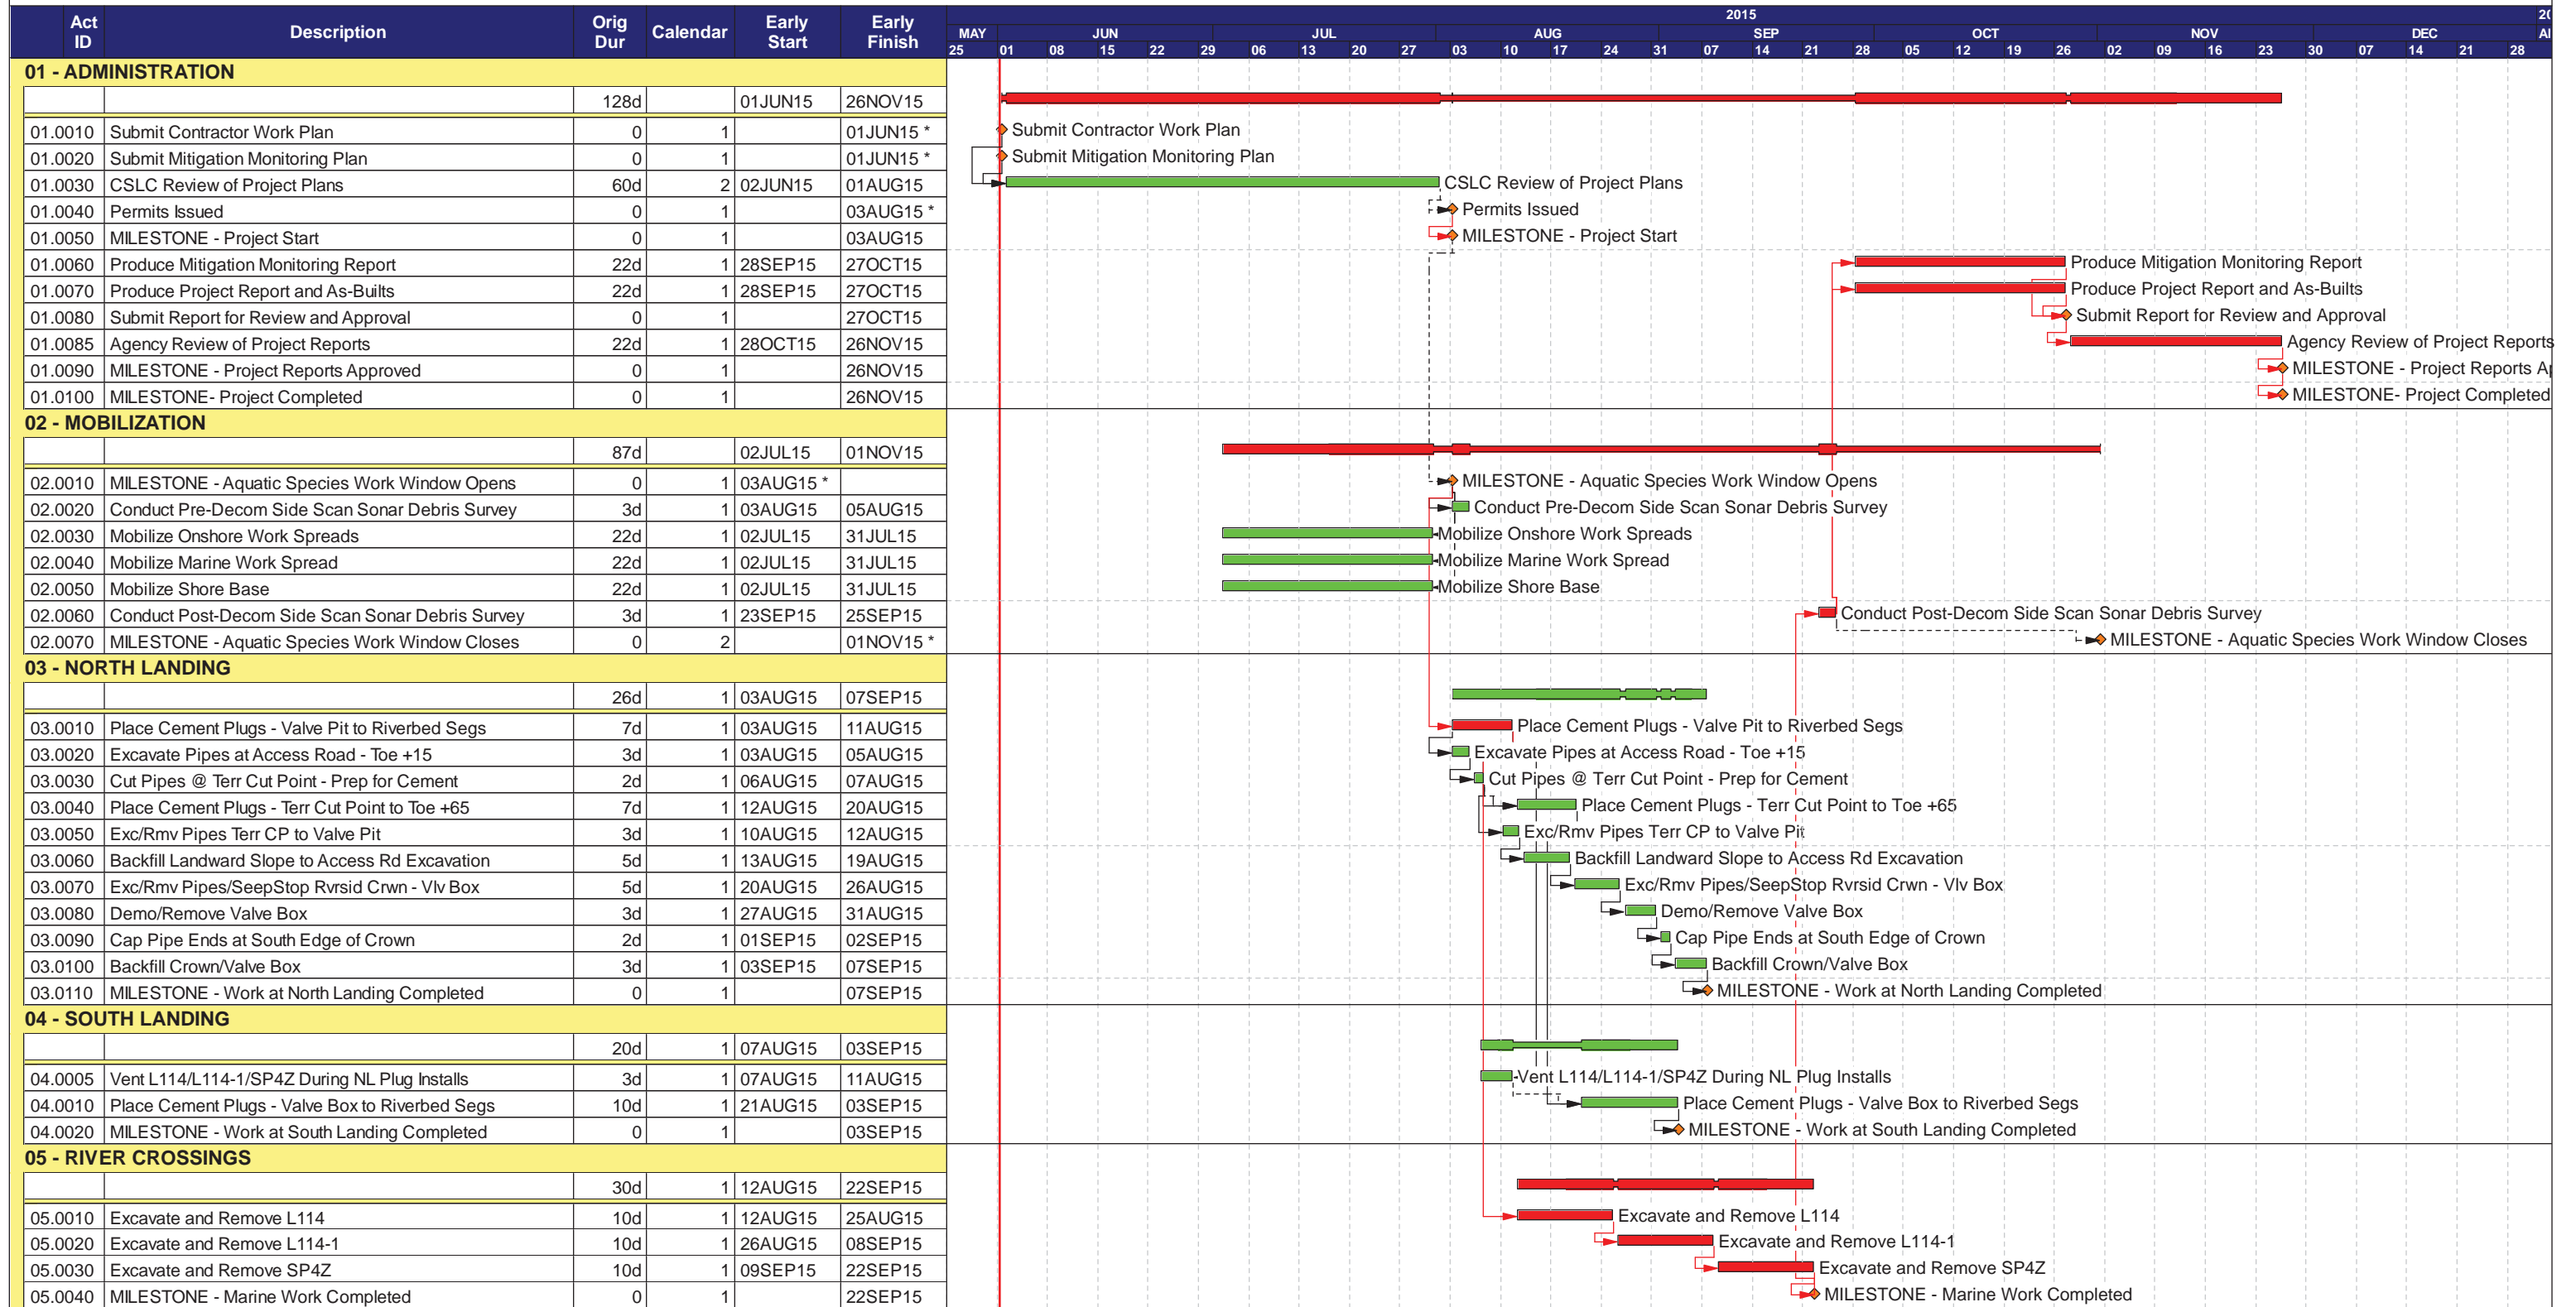 2015 20
Act ID Description Orig Dur Calendar Early Start Early Finish
MAY JUN JUL AUG SEP OCT NOV DEC
25 01 08 15 22 29 06 13 20 27 03 10 17 24 31 07 14 21 28 05 12 19 26 02 09 16 23 30 07 14 21 28
01 - ADMINISTRATION
128d 01JUN15 26NOV15
01.0010 Submit Contractor Work Plan 0 1 01JUN15 * Submit Contractor Work Plan
01.0020 Submit Mitigation Monitoring Plan 0 1 01JUN15 * Submit Mitigation Monitoring Plan
01.0030 CSLC Review of Project Plans 60d 2 02JUN15 01AUG15 CSLC Review of Project Plans
01.0040 Permits Issued 0 1 03AUG15 * Permits Issued
01.0050 MILESTONE - Project Start 0 1 03AUG15 MILESTONE - Project Start
01.0060 Produce Mitigation Monitoring Report 22d 1 28SEP15 27OCT15 Produce Mitigation Monitoring Report
01.0070 Produce Project Report and As-Builts 22d 1 28SEP15 27OCT15 Produce Project Report and As-Builts
01.0080 Submit Report for Review and Approval 0 1 27OCT15 Submit Report for Review and Approval
01.0085 Agency Review of Project Reports 22d 1 28OCT15 26NOV15 Agency Review of Project Reports
01.0090 MILESTONE - Project Reports Approved 0 1 26NOV15 MILESTONE - Project Reports
01.0100 MILESTONE- Project Completed 0 1 26NOV15 MILESTONE- Project Completed
02 - MOBILIZATION
87d 02JUL15 01NOV15
02.0010 MILESTONE - Aquatic Species Work Window Opens 0 1 03AUG15 * MILESTONE - Aquatic Species Work Window Opens
02.0020 Conduct Pre-Decom Side Scan Sonar Debris Survey 3d 1 03AUG15 05AUG15 Conduct Pre-Decom Side Scan Sonar Debris Survey
02.0030 Mobilize Onshore Work Spreads 22d 1 02JUL15 31JUL15 Mobilize Onshore Work Spreads
02.0040 Mobilize Marine Work Spread 22d 1 02JUL15 31JUL15 Mobilize Marine Work Spread
02.0050 Mobilize Shore Base 22d 1 02JUL15 31JUL15 Mobilize Shore Base
02.0060 Conduct Post-Decom Side Scan Sonar Debris Survey 3d 1 23SEP15 25SEP15 Conduct Post-Decom Side Scan Sonar Debris Survey
02.0070 MILESTONE - Aquatic Species Work Window Closes 0 2 01NOV15 * MILESTONE - Aquatic Species Work Window Closes
03 - NORTH LANDING
26d 1 03AUG15 07SEP15
03.0010 Place Cement Plugs - Valve Pit to Riverbed Segs 7d 1 03AUG15 11AUG15 Place Cement Plugs - Valve Pit to Riverbed Segs
03.0020 Excavate Pipes at Access Road - Toe +15 3d 1 03AUG15 05AUG15 Excavate Pipes at Access Road - Toe +15
03.0030 Cut Pipes @ Terr Cut Point - Prep for Cement 2d 1 06AUG15 07AUG15 Cut Pipes @ Terr Cut Point - Prep for Cement
03.0040 Place Cement Plugs - Terr Cut Point to Toe +65 7d 1 12AUG15 20AUG15 Place Cement Plugs - Terr Cut Point to Toe +65
03.0050 Exc/Rmv Pipes Terr CP to Valve Pit 3d 1 10AUG15 12AUG15 Exc/Rmv Pipes Terr CP to Valve Pit
03.0060 Backfill Landward Slope to Access Rd Excavation 5d 1 13AUG15 19AUG15 Backfill Landward Slope to Access Rd Excavation
03.0070 Exc/Rmv Pipes/SeepStop Rvrsid Crwn - Vlv Box 5d 1 20AUG15 26AUG15 Exc/Rmv Pipes/SeepStop Rvrsid Crwn - Vlv Box
03.0080 Demo/Remove Valve Box 3d 1 27AUG15 31AUG15 Demo/Remove Valve Box
03.0090 Cap Pipe Ends at South Edge of Crown 2d 1 01SEP15 02SEP15 Cap Pipe Ends at South Edge of Crown
03.0100 Backfill Crown/Valve Box 3d 1 03SEP15 07SEP15 Backfill Crown/Valve Box
03.0110 MILESTONE - Work at North Landing Completed 0 1 07SEP15 MILESTONE - Work at North Landing Completed
04 - SOUTH LANDING
20d 1 07AUG15 03SEP15
04.0005 Vent L114/L114-1/SP4Z During NL Plug Installs 3d 1 07AUG15 11AUG15 Vent L114/L114-1/SP4Z During NL Plug Installs
04.0010 Place Cement Plugs - Valve Box to Riverbed Segs 10d 1 21AUG15 03SEP15 Place Cement Plugs - Valve Box to Riverbed Segs
04.0020 MILESTONE - Work at South Landing Completed 0 1 03SEP15 MILESTONE - Work at South Landing Completed
05 - RIVER CROSSINGS
30d 1 12AUG15 22SEP15
05.0010 Excavate and Remove L114 10d 1 12AUG15 25AUG15 Excavate and Remove L114
05.0020 Excavate and Remove L114-1 10d 1 26AUG15 08SEP15 Excavate and Remove L114-1
05.0030 Excavate and Remove SP4Z 10d 1 09SEP15 22SEP15 Excavate and Remove SP4Z
05.0040 MILESTONE - Marine Work Completed 0 1 22SEP15 MILESTONE - Marine Work Completed